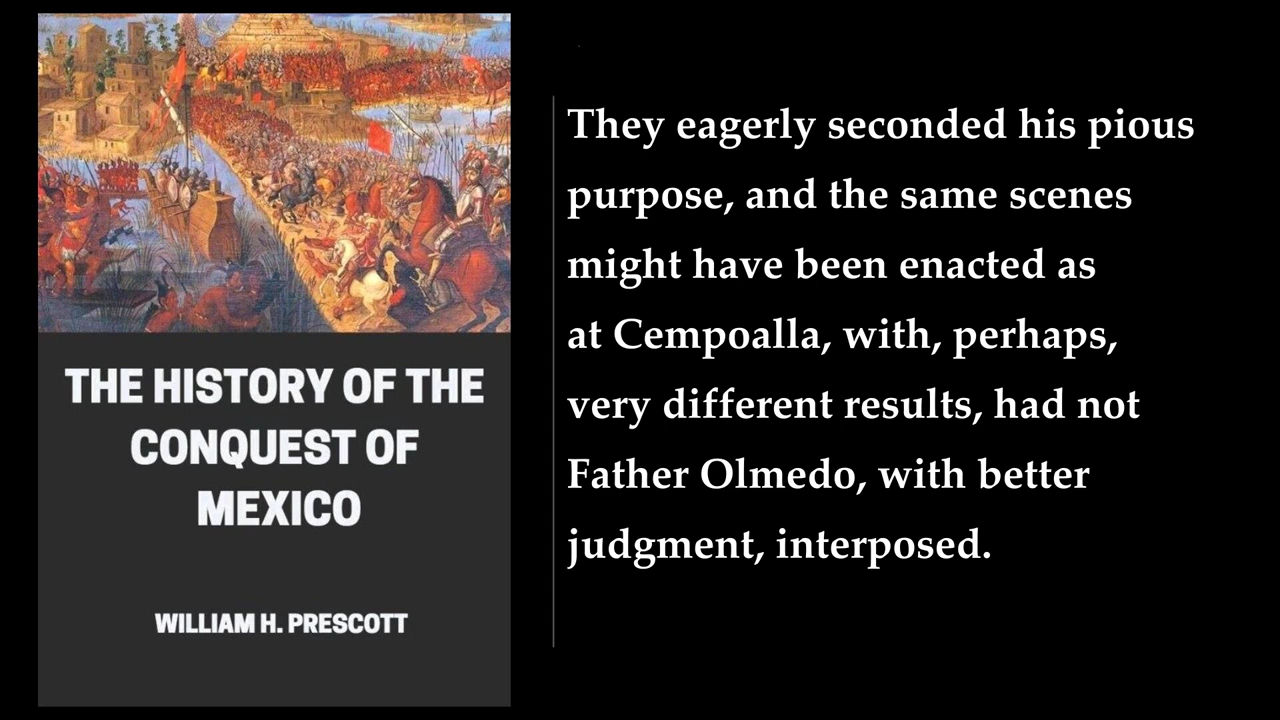 THE HISTORY OF THE
CONQUEST OF
MEXICO
WILLIAM H. PRESCOTT
They eagerly seconded his pious
purpose, and the same scenes
might have been enacted as
at Cempoalla, with, perhaps,
very different results, had not
Father Olmedo, with better
judgment, interposed.